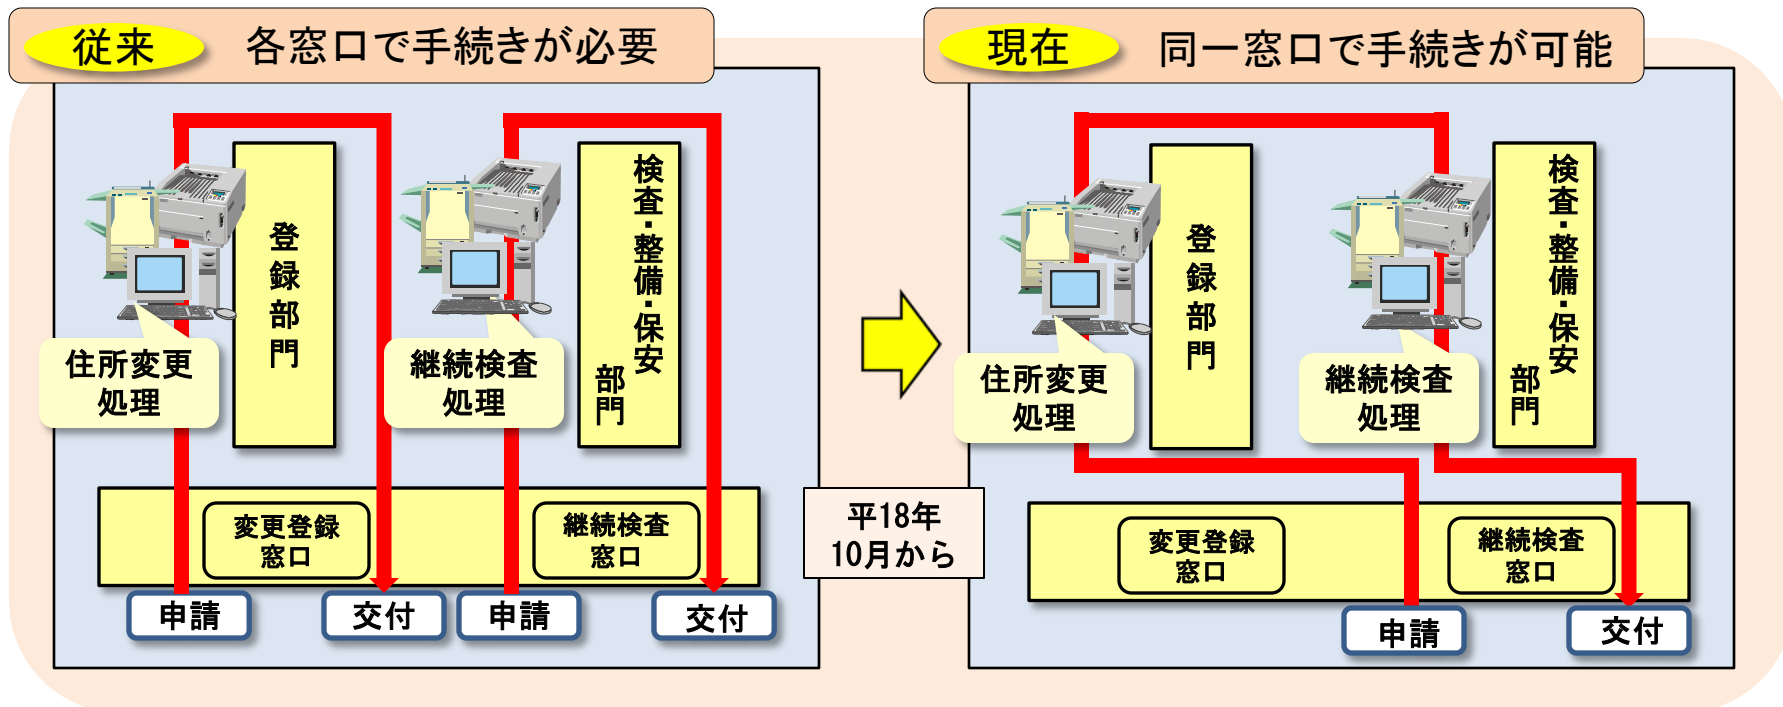 従来 各窓口で手続きが必要
登録部門
検査・整備・保安
部門
住所変更
処理
継続検査
処理
変更登録
窓口
継続検査
窓口
申請
交付
申請
交付
平18年
10月から
現在 同一窓口で手続きが可能
登録部門
検査・整備・保安
部門
住所変更
処理
継続検査
処理
変更登録
窓口
継続検査
窓口
申請
交付